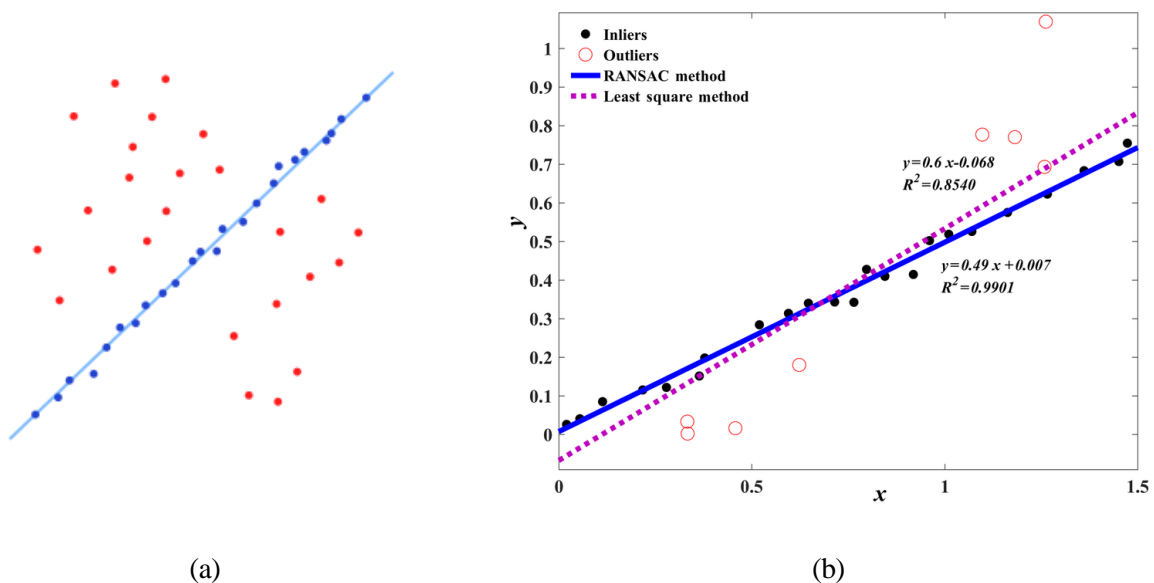 Inliers
Outliers
RANSAC method
Least square method
1
0.9
0.8
0.7
0.6
0.5
0.4
0.3
0.2
0.1
0
y
y=0.6 x-0.068
R²=0.8540
y=0.49 x+0.007
R²=0.9901
0 0.5 1 1.5
x
(a) (b)